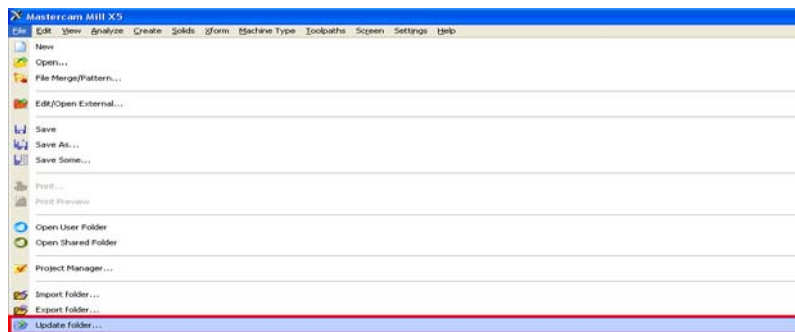 Mastercam Mill X5
File Edit View Analyze Create Solids Xform Machine Type Toolpaths Screen Settings Help
New
Open...
File Merge/Pattern...
Edit/Open External...
Save
Save As...
Save Some...
Print...
Print Preview
Open User Folder
Open Shared Folder
Project Manager...
Import folder...
Export folder...
Update folder...